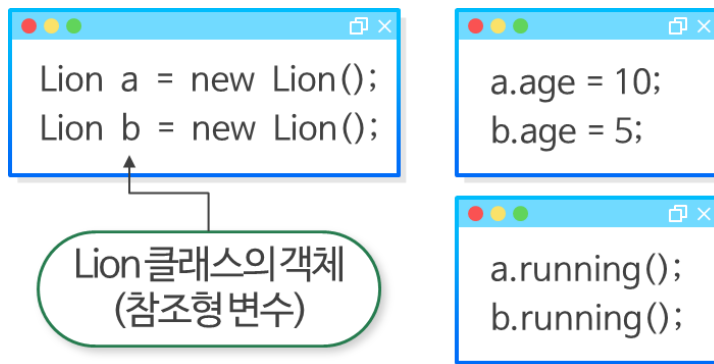 Lion a = new Lion();
Lion b = new Lion();
Lion 클래스의 객체
(참조형 변수)
a.age = 10;
b.age = 5;
a.running();
b.running();